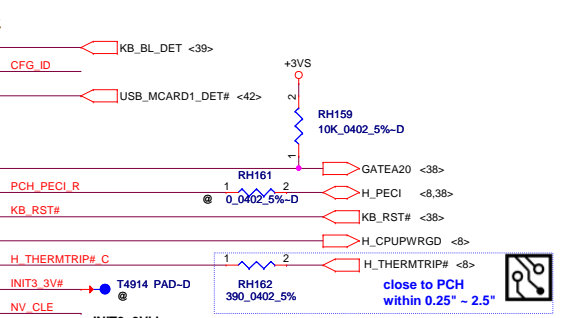 KB_BL_DET <39>
CFG_ID
+3VS
USB_MCARD1_DET# <42>
2
RH159
10K_0402_5%~D
1
GATEA20 <38>
RH161
PCH_PECI_R 1 2 H_PECI <8,38>
@ 0_0402_5%~D
KB_RST# KB_RST# <38>
H_CPUPWRGD <8>
H_THERMTRIP#_C 1 2 H_THERMTRIP# <8>
INIT3_3V# T4914 PAD~D RH162 close to PCH
@ 390_0402_5% within 0.25" ~ 2.5"
NV_CLE